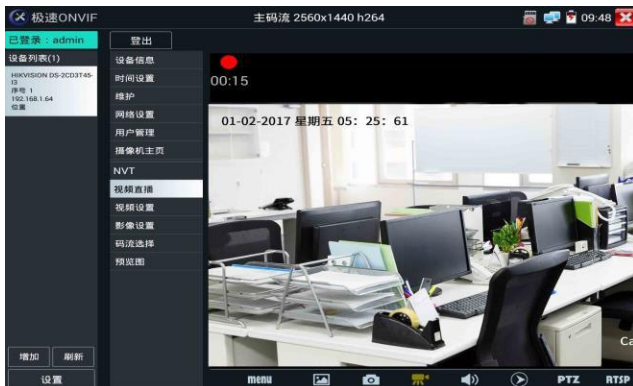 极速ONVIF
主码流 2560x1440 h264
09:48
已登录：admin
登出
设备列表(1)
HIKVISION DS-2CD3T45-I3
序号 1
192.168.1.64
位置
设备信息
时间设置
维护
网络设置
用户管理
摄像机主页
NVT
视频直播
视频设置
影像设置
码流选择
预览图
00:15
01-02-2017 星期五 05：25：61
Ca
增加
刷新
设置
menu
PTZ
RTSP